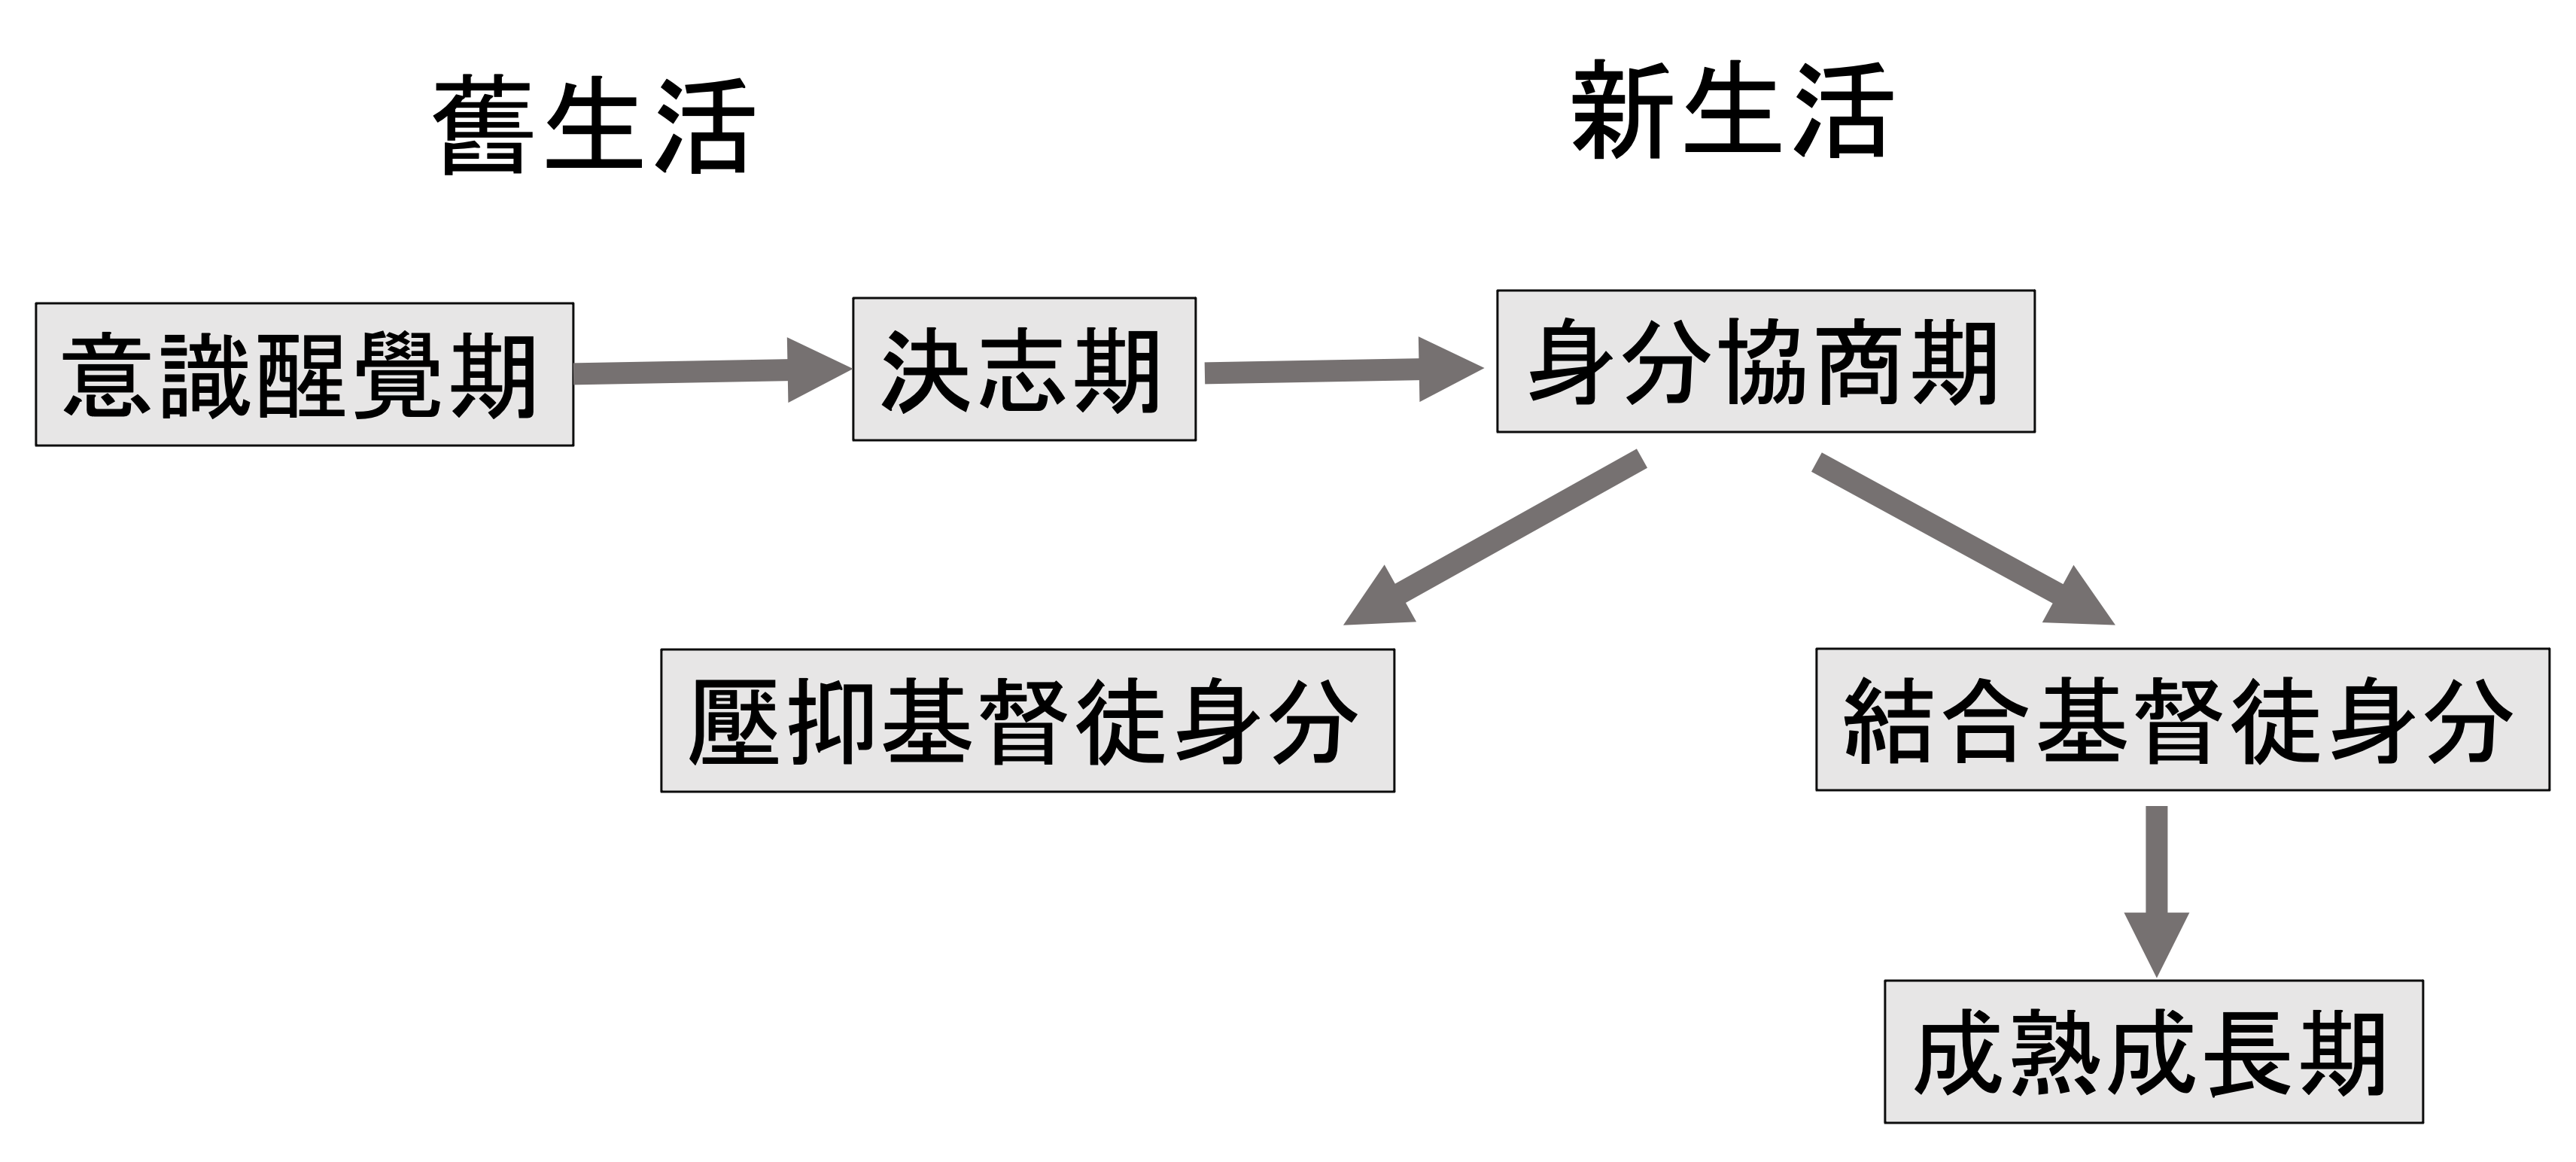 舊生活
新生活
意識醒覺期
決志期
身分協商期
壓抑基督徒身分
結合基督徒身分
成熟成長期